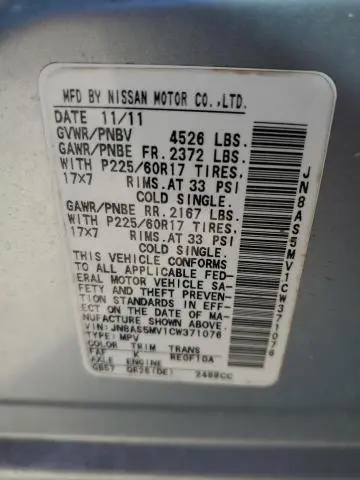 MFD BY NISSAN MOTOR CO.,LTD.
DATE 11/11
GVWR/PNBV 4526 LBS.
GAWR/PNBE FR. 2372 LBS.
WITH P225/60R17 TIRES,
17X7 RIMS.AT 33 PSI
COLD SINGLE.
GAWR/PNBE RR. 2167 LBS.
WITH P225/60R17 TIRES,
17X7 RIMS.AT 33 PSI
COLD SINGLE.
THIS VEHICLE CONFORMS
TO ALL APPLICABLE FED-
ERAL MOTOR VEHICLE SA-
FETY AND THEFT PREVEN-
TION STANDARDS IN EFF-
ECT ON THE DATE OF MA-
NUFACTURE SHOWN ABOVE.
VIN: JN8AS5MV1CW371076
TYPE: MPV
COLOR TRIM TRANS
FAF K RE0F10A
AXLE ENGINE
GB57 QR25(DE) 2488CC
JN8AS5MV1CW371076